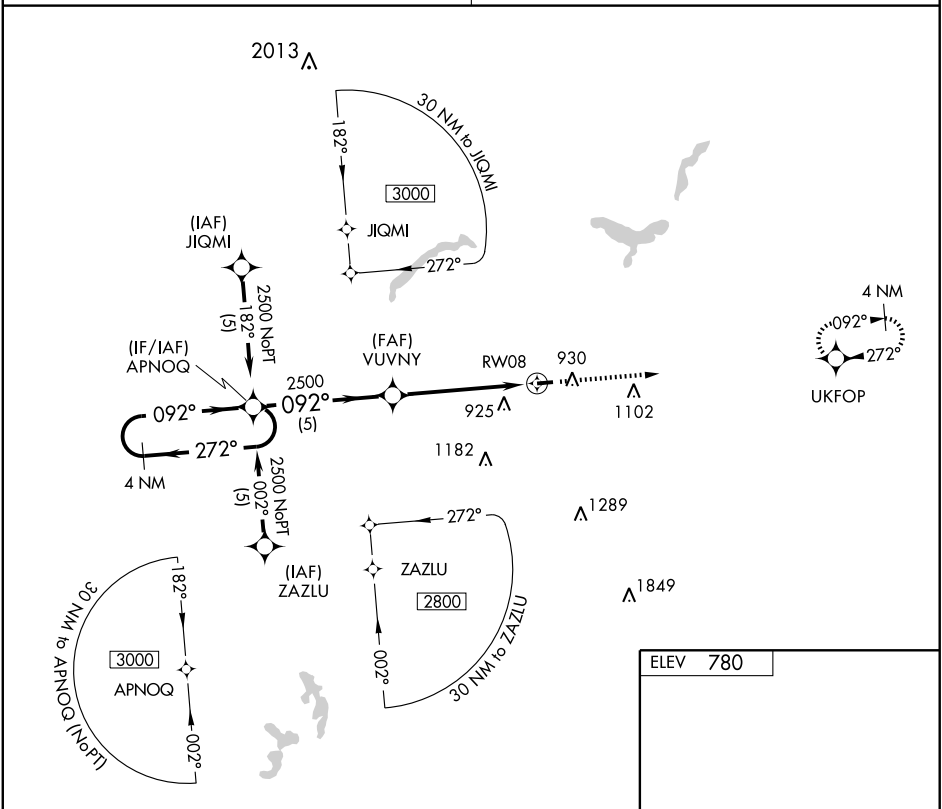 2013
30 NM to JIQMI
182°
3000
JIQMI
272°
(IAF)
JIQMI
2500 NoPT
182°
(5)
4 NM
092°
272°
UKFOP
(IF/IAF)
APNOQ
(FAF)
VUVNY
RW08
930
2500
092°
(5)
092°
925
1102
272°
4 NM
1182
2500 NoPT
002°
(5)
272°
1289
(IAF)
ZAZLU
ZAZLU
2800
1849
002°
30 NM to ZAZLU
182°
30 NM to APNOQ (NoPT)
3000
APNOQ
002°
ELEV 780